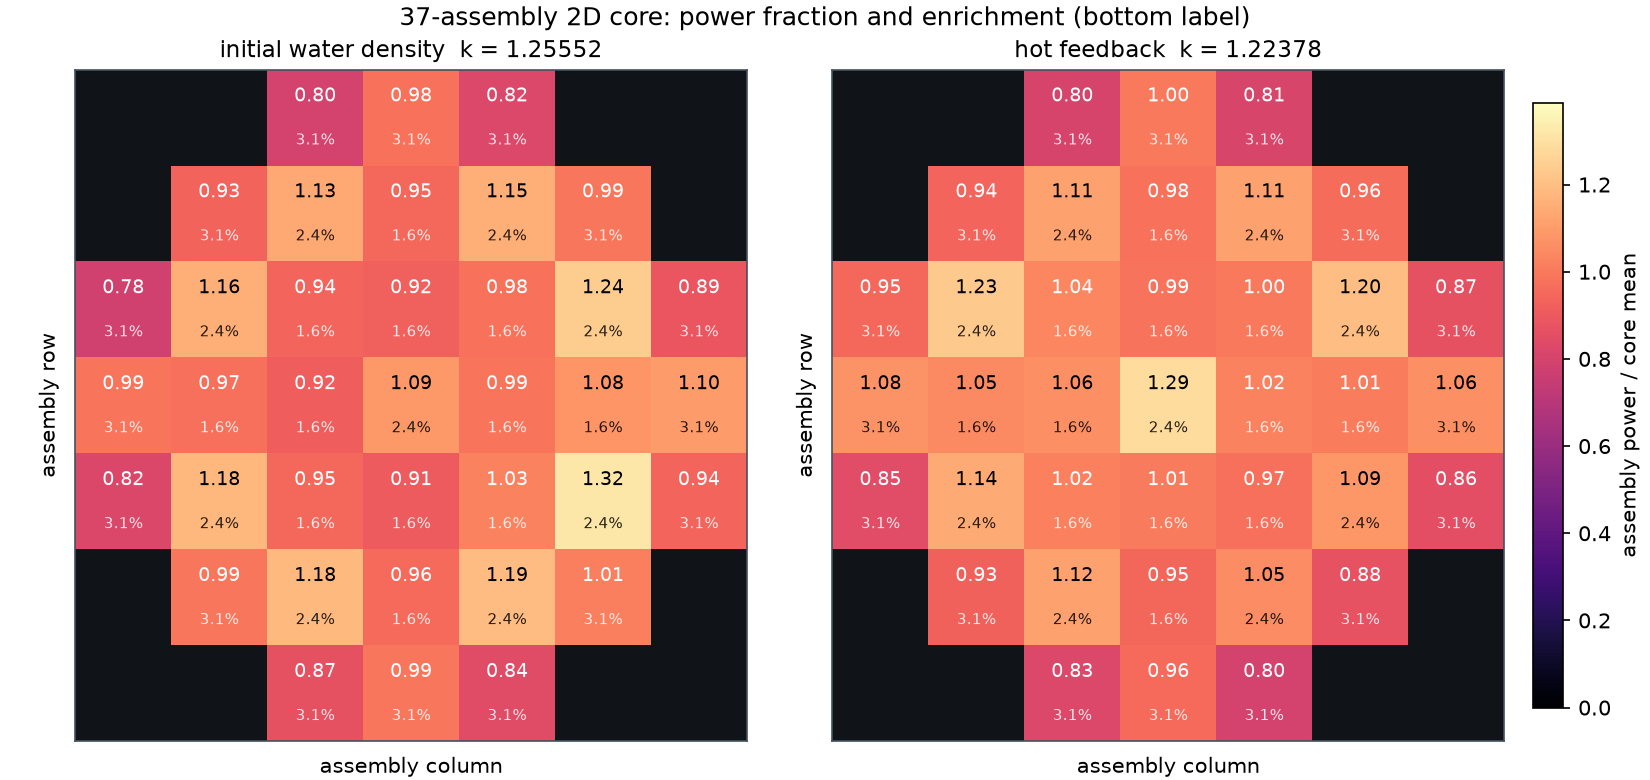 37-assembly 2D core: power fraction and enrichment (bottom label)
initial water density k = 1.25552
0.80 0.98 0.82
3.1% 3.1% 3.1%
0.93 1.13 0.95 1.15 0.99
3.1% 2.4% 1.6% 2.4% 3.1%
0.78 1.16 0.94 0.92 0.98 1.24 0.89
3.1% 2.4% 1.6% 1.6% 1.6% 2.4% 3.1%
0.99 0.97 0.92 1.09 0.99 1.08 1.10
3.1% 1.6% 1.6% 2.4% 1.6% 1.6% 3.1%
0.82 1.18 0.95 0.91 1.03 1.32 0.94
3.1% 2.4% 1.6% 1.6% 1.6% 2.4% 3.1%
0.99 1.18 0.96 1.19 1.01
3.1% 2.4% 1.6% 2.4% 3.1%
0.87 0.99 0.84
3.1% 3.1% 3.1%
assembly row
assembly column
hot feedback k = 1.22378
0.80 1.00 0.81
3.1% 3.1% 3.1%
0.94 1.11 0.98 1.11 0.96
3.1% 2.4% 1.6% 2.4% 3.1%
0.95 1.23 1.04 0.99 1.00 1.20 0.87
3.1% 2.4% 1.6% 1.6% 1.6% 2.4% 3.1%
1.08 1.05 1.06 1.29 1.02 1.01 1.06
3.1% 1.6% 1.6% 2.4% 1.6% 1.6% 3.1%
0.85 1.14 1.02 1.01 0.97 1.09 0.86
3.1% 2.4% 1.6% 1.6% 1.6% 2.4% 3.1%
0.93 1.12 0.95 1.05 0.88
3.1% 2.4% 1.6% 2.4% 3.1%
0.83 0.96 0.80
3.1% 3.1% 3.1%
assembly row
assembly column
1.2
1.0
0.8
0.6
0.4
0.2
0.0
assembly power / core mean